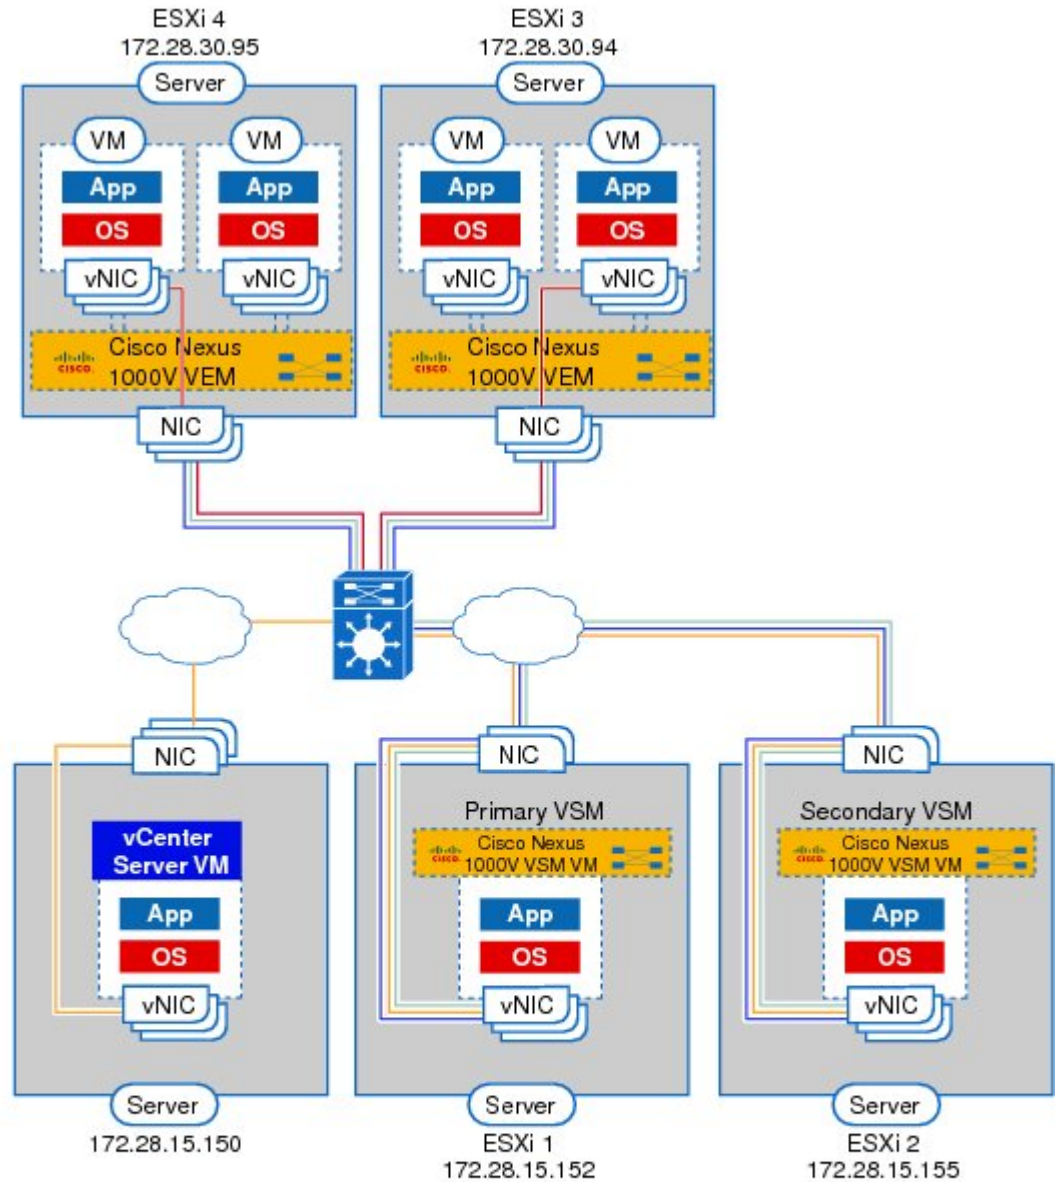 ESXi 4
172.28.30.95
Server
VM
VM
App
App
OS
OS
vNIC
vNIC
CISCO.
Cisco Nexus
1000V VEM
NIC
ESXi 3
172.28.30.94
Server
VM
VM
App
App
OS
OS
vNIC
vNIC
CISCO.
Cisco Nexus
1000V VEM
NIC
NIC
vCenter
Server VM
App
OS
vNIC
Server
172.28.15.150
NIC
Primary VSM
CISCO.
Cisco Nexus
1000V VSM VM
App
OS
vNIC
Server
ESXi 1
172.28.15.152
NIC
Secondary VSM
CISCO.
Cisco Nexus
1000V VSM VM
App
OS
vNIC
Server
ESXi 2
172.28.15.155